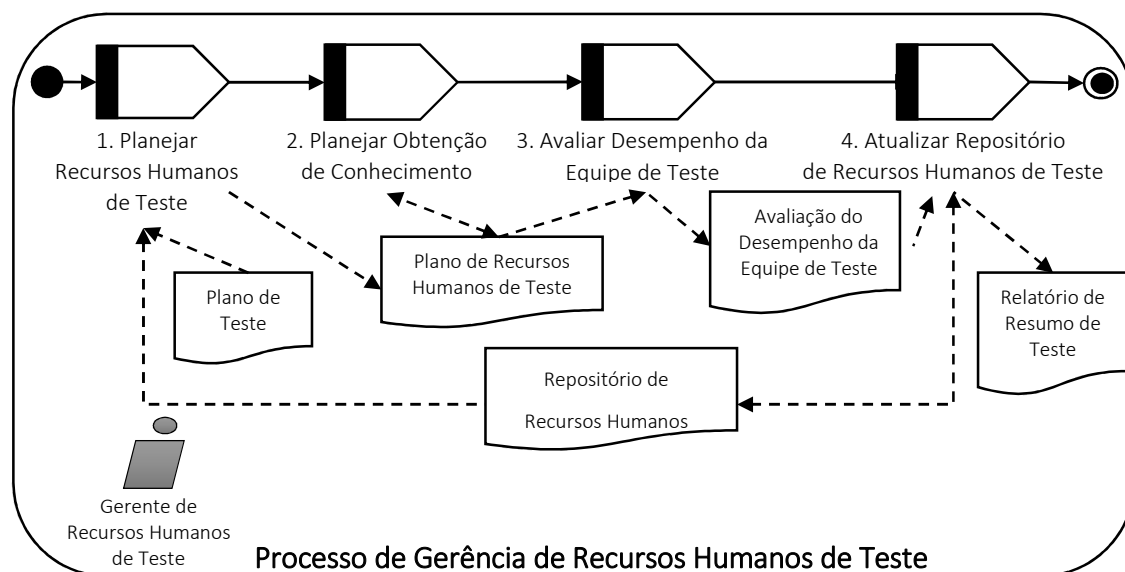 1. Planejar
Recursos Humanos
de Teste
2. Planejar Obtenção
de Conhecimento
3. Avaliar Desempenho da
Equipe de Teste
4. Atualizar Repositório
de Recursos Humanos de Teste
Plano de
Teste
Plano de Recursos
Humanos de Teste
Avaliação do
Desempenho da
Equipe de Teste
Relatório de
Resumo de
Teste
Repositório de
Recursos Humanos
Gerente de
Recursos Humanos
de Teste
Processo de Gerência de Recursos Humanos de Teste